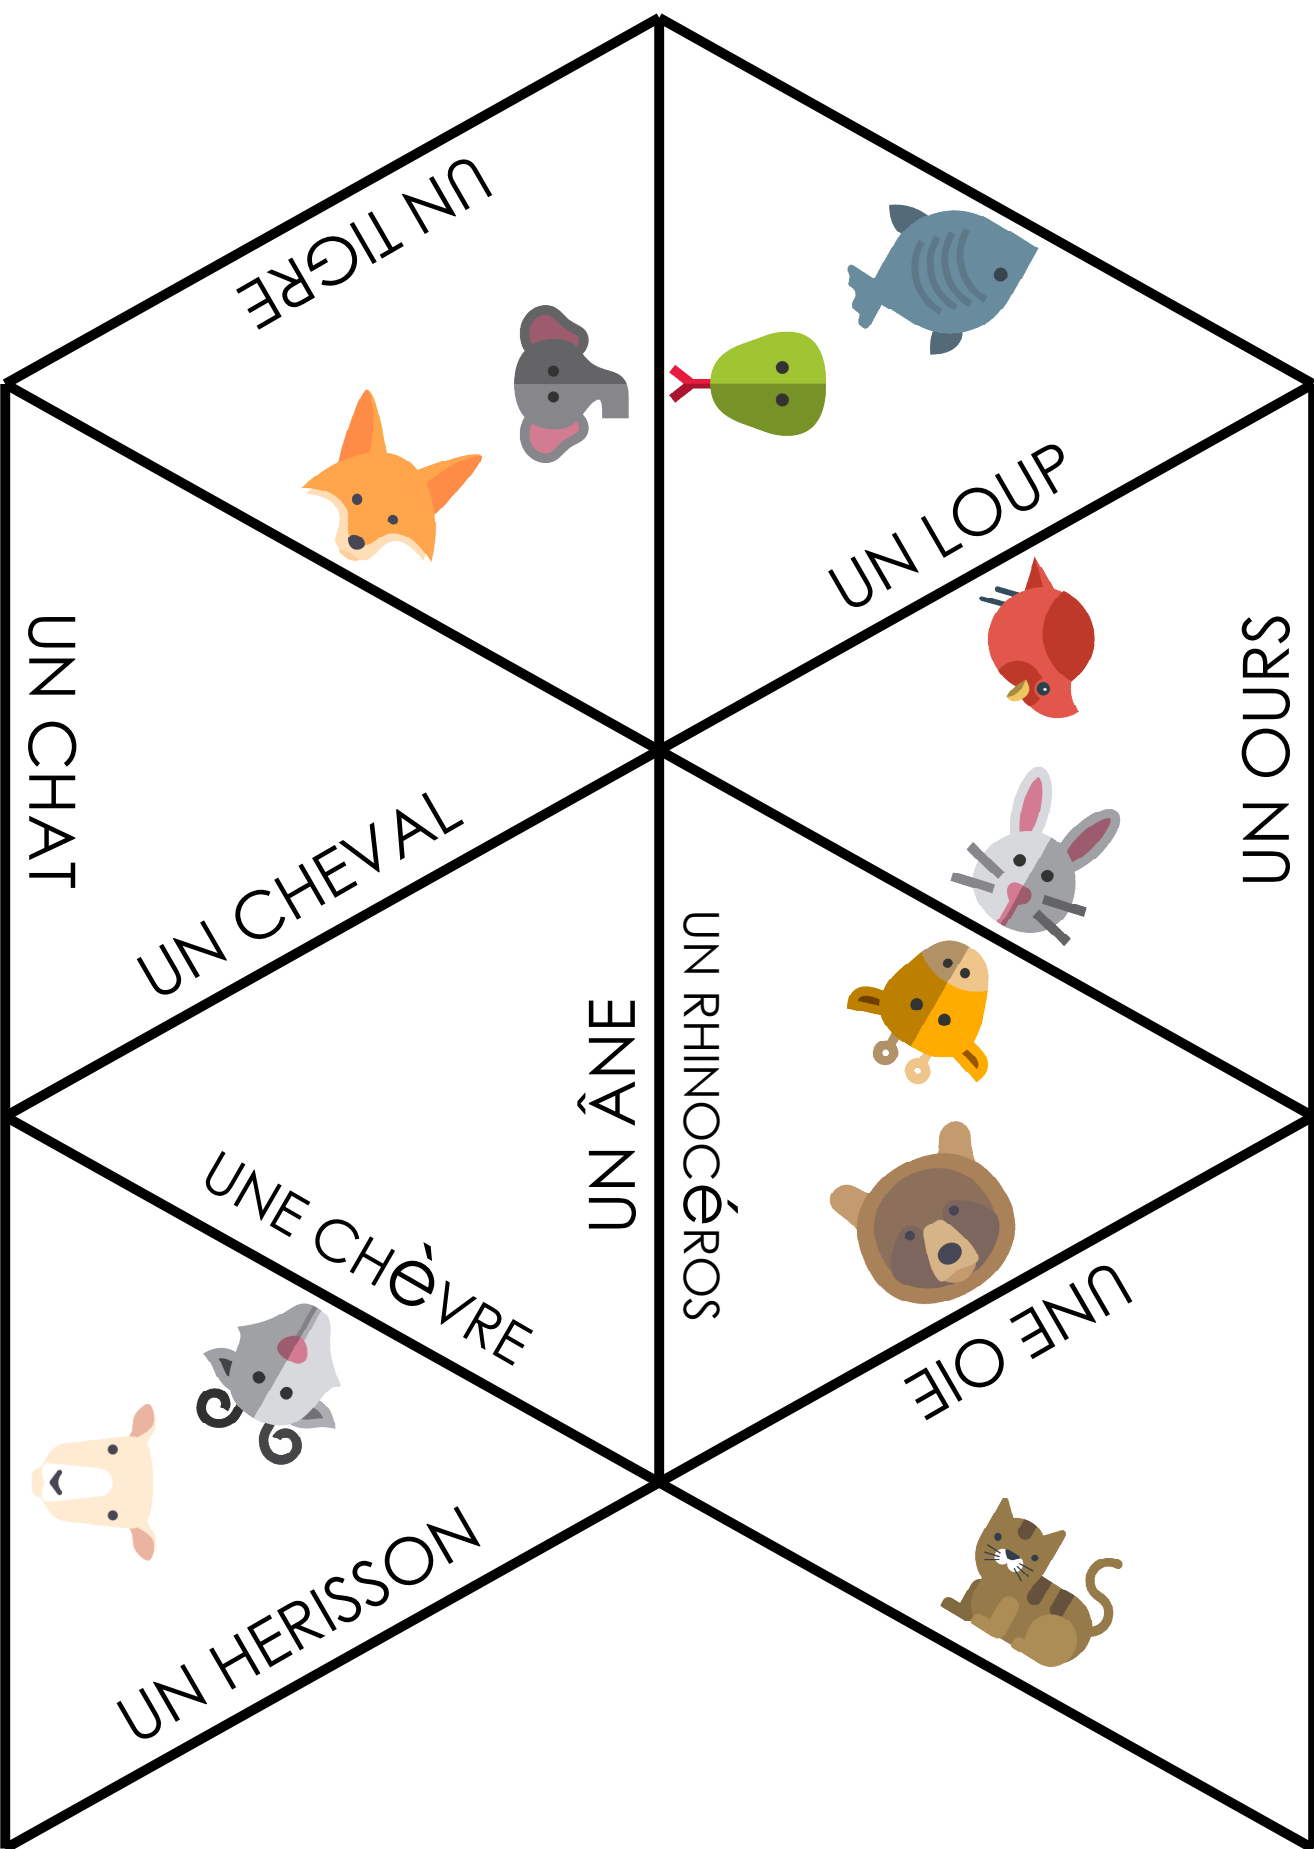 UN TIGRE
UN LOUP
UN CHAT
UN OURS
UN CHEVAL
UN ÂNE
UN RHINOCéROS
UNE CHèVRE
UNE OIE
UN HERISSON